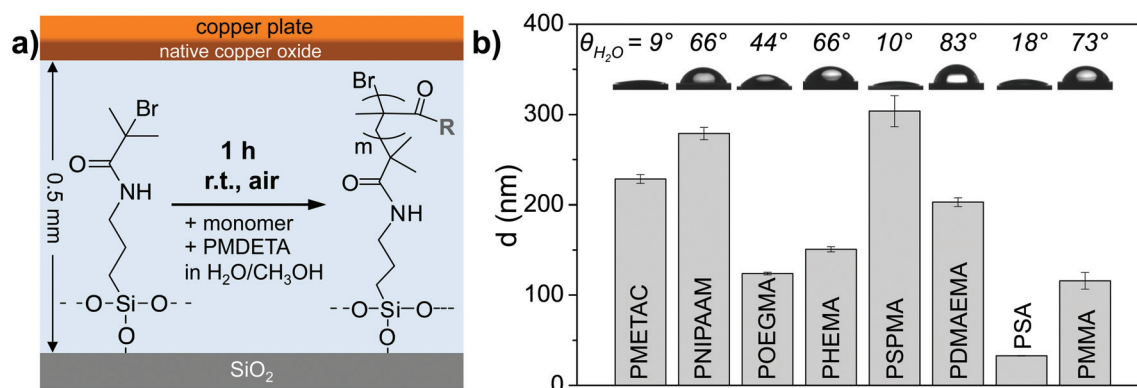 a)
copper plate
native copper oxide
0.5 mm
Br
O
NH
O
Si
O
O
1 h
r.t., air
+ monomer
+ PMDETA
in H₂O/CH₃OH
Br
O
R
m
O
NH
O
Si
O
O
SiO₂
b)
θ_H₂O = 9° 66° 44° 66° 10° 83° 18° 73°
d (nm)
400
300
200
100
0
PMETAC
PNIPAAM
POEGMA
PHEMA
PSPMA
PDMAEMA
PSA
PMMA